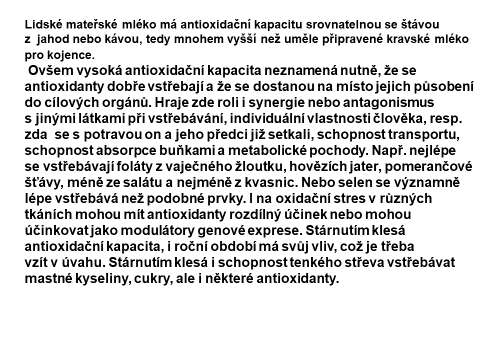 Lidské mateřské mléko má antioxidační kapacitu srovnatelnou se štávou
z jahod nebo kávou, tedy mnohem vyšší než uměle připravené kravské mléko
pro kojence.
Ovšem vysoká antioxidační kapacita neznamená nutně, že se
antioxidanty dobře vstřebají a že se dostanou na místo jejich působení
do cílových orgánů. Hraje zde roli i synergie nebo antagonismus
s jinými látkami při vstřebávání, individuální vlastnosti člověka, resp.
zda se s potravou on a jeho předci již setkali, schopnost transportu,
schopnost absorpce buňkami a metabolické pochody. Např. nejlépe
se vstřebávají foláty z vaječného žloutku, hovězích jater, pomerančové
šťávy, méně ze salátu a nejméně z kvasnic. Nebo selen se významně
lépe vstřebává než podobné prvky. I na oxidační stres v různých
tkáních mohou mít antioxidanty rozdílný účinek nebo mohou
účinkovat jako modulátory genové exprese. Stárnutím klesá
antioxidační kapacita, i roční období má svůj vliv, což je třeba
vzít v úvahu. Stárnutím klesá i schopnost tenkého střeva vstřebávat
mastné kyseliny, cukry, ale i některé antioxidanty.